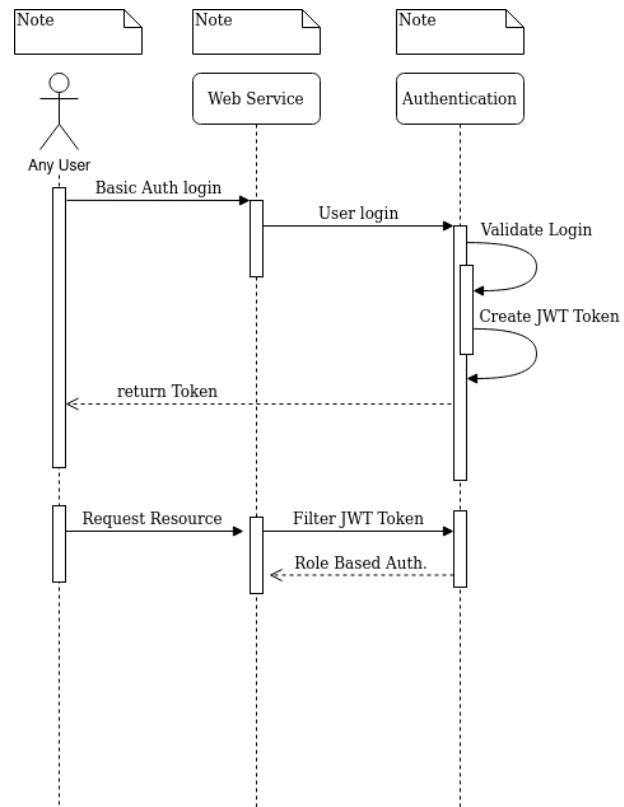 Note
Note
Note
Web Service
Authentication
Any User
Basic Auth login
User login
Validate Login
Create JWT Token
return Token
Request Resource
Filter JWT Token
Role Based Auth.